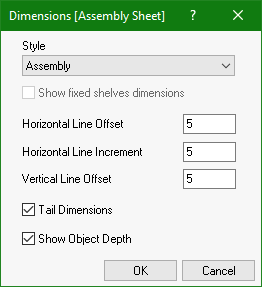 Dimensions [Assembly Sheet] ?
Style
Assembly
Show fixed shelves dimensions
Horizontal Line Offset 5
Horizontal Line Increment 5
Vertical Line Offset 5
Tail Dimensions
Show Object Depth
OK Cancel